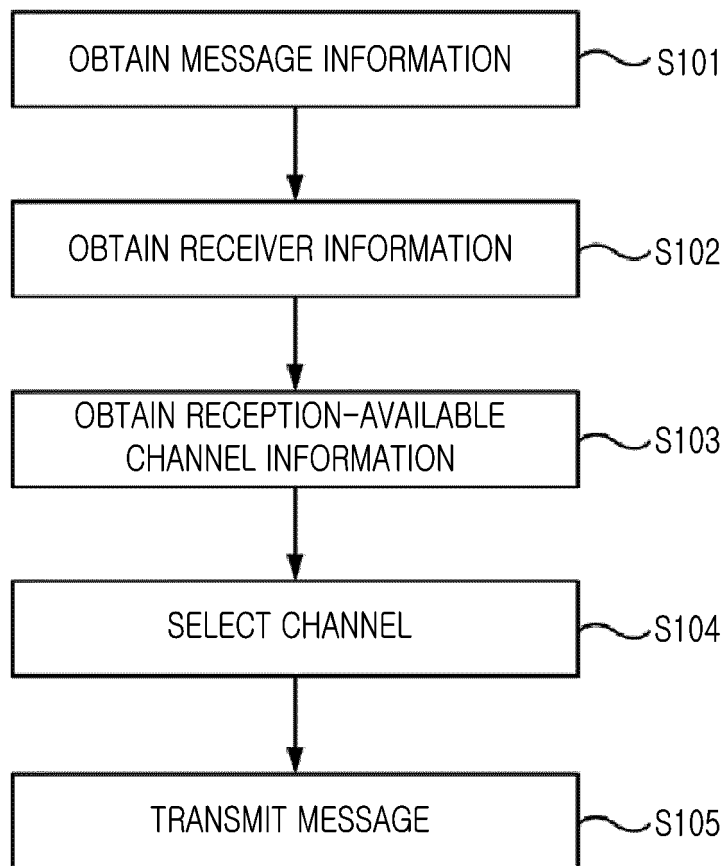 OBTAIN MESSAGE INFORMATION S101
OBTAIN RECEIVER INFORMATION S102
OBTAIN RECEPTION-AVAILABLE
CHANNEL INFORMATION S103
SELECT CHANNEL S104
TRANSMIT MESSAGE S105